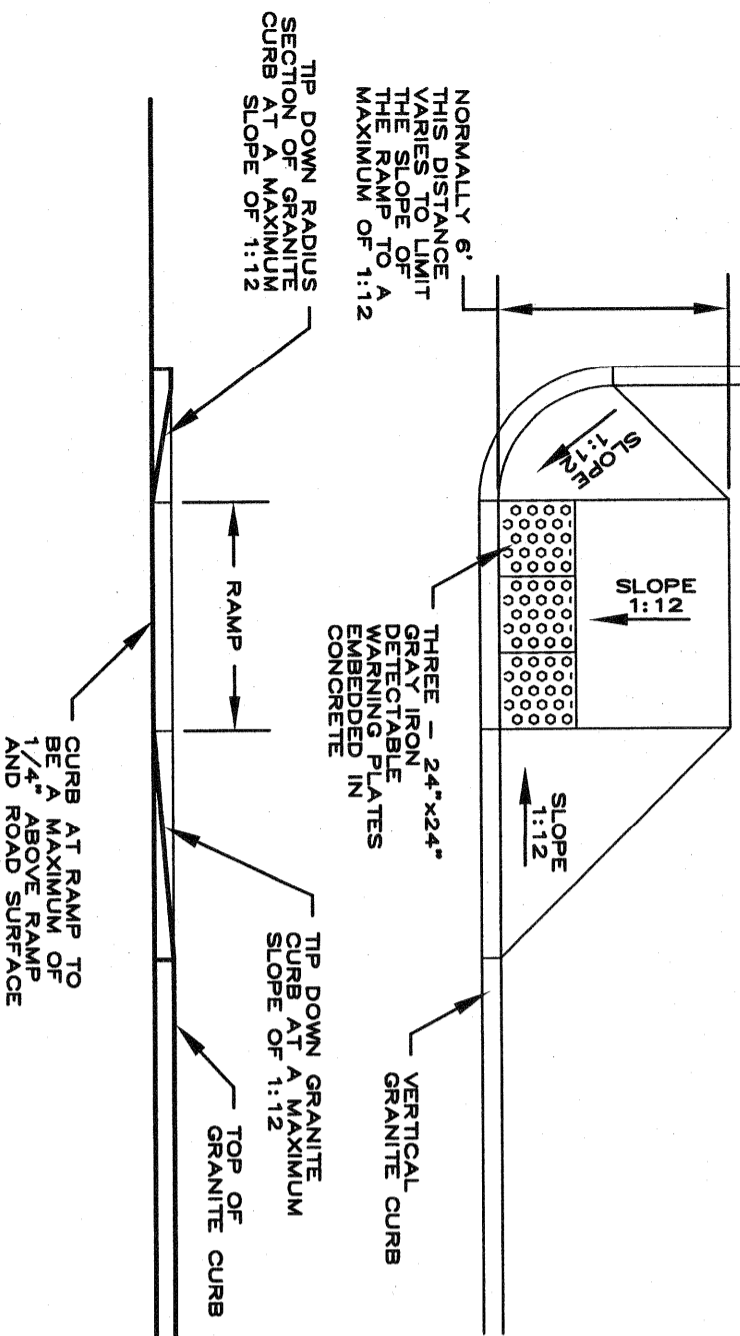 NORMALLY 6'
THIS DISTANCE
VARIES TO LIMIT
THE SLOPE OF
THE RAMP TO A
MAXIMUM OF 1:12
SLOPE
1:12
SLOPE
1:12
SLOPE
1:12
THREE - 24"x24"
GRAY IRON
DETECTABLE
WARNING PLATES
EMBEDDED IN
CONCRETE
VERTICAL
GRANITE CURB
TIP DOWN RADIUS
SECTION OF GRANITE
CURB AT A MAXIMUM
SLOPE OF 1:12
RAMP
TIP DOWN GRANITE
CURB AT A MAXIMUM
SLOPE OF 1:12
TOP OF
GRANITE CURB
CURB AT RAMP TO
BE A MAXIMUM OF
1/4" ABOVE RAMP
AND ROAD SURFACE